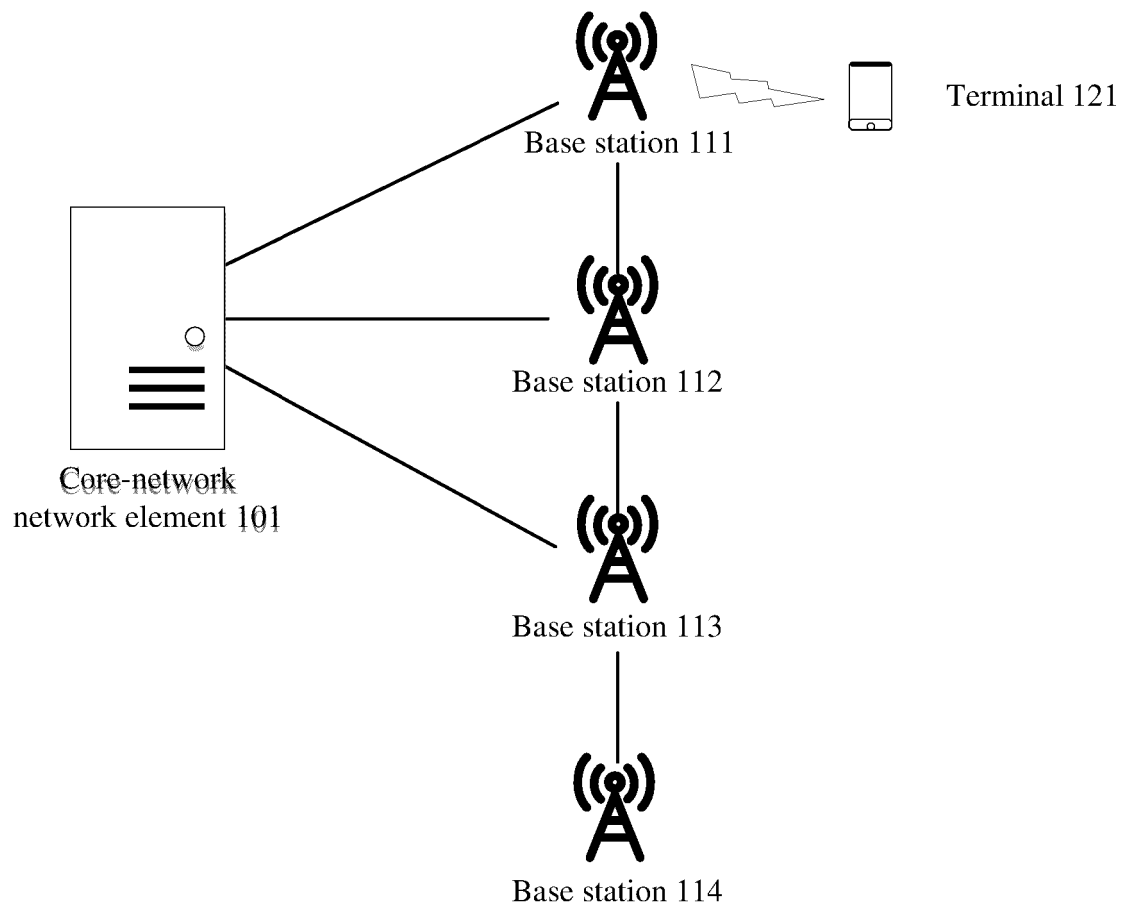 Terminal 121
Base station 111
Base station 112
Core-network
network element 101
Base station 113
Base station 114